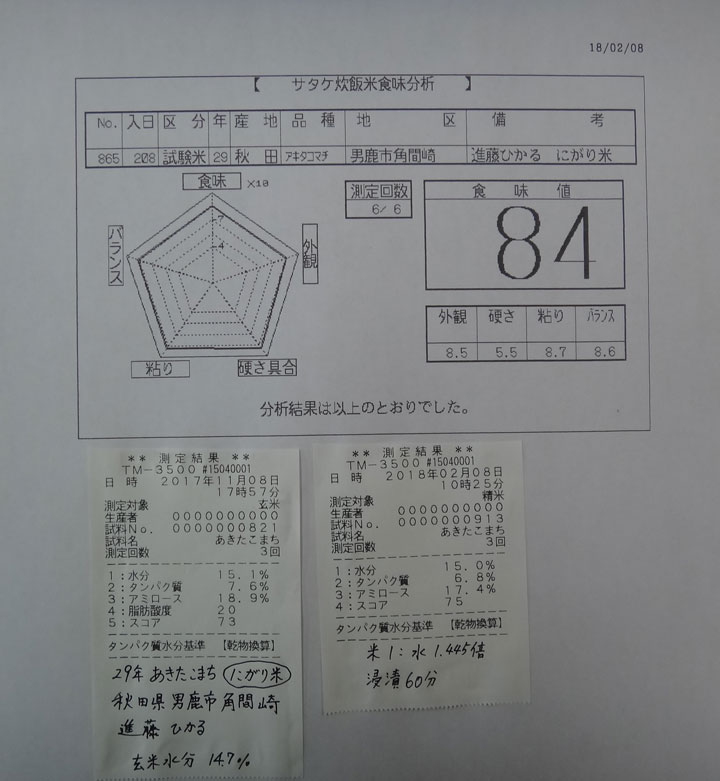 18/02/08
【 サタケ炊飯米食味分析 】
No. 入日 区分 年 産地 品種 地区 備考
865 208 試験米 29 秋田 アキタコマチ 男鹿市角間崎 進藤ひかる にがり米
食味 ×10
7
4
バランス
外観
粘り
硬さ具合
測定回数
6/ 6
食味値
84
外観 硬さ 粘り バランス
8.5 5.5 8.7 8.6
分析結果は以上のとおりでした。
** 測定結果 **
TM-3500 #15040001
日 時 2017年11月08日
17時57分
測定対象 玄米
生産者 0000000000
試料No. 0000000821
試料名 あきたこまち
測定回数 3回
1:水分 15.1%
2:タンパク質 7.6%
3:アミロース 18.9%
4:脂肪酸度 20
5:スコア 73
タンパク質水分基準 【乾物換算】
29年 あきたこまち にがり米
秋田県男鹿市角間崎
進藤 ひかる
玄米水分 14.7%
** 測定結果 **
TM-3500 #15040001
日 時 2018年02月08日
10時25分
測定対象 精米
生産者 0000000000
試料No. 0000000913
試料名 あきたこまち
測定回数 3回
1:水分 15.0%
2:タンパク質 6.8%
3:アミロース 17.4%
4:スコア 75
タンパク質水分基準 【乾物換算】
米1:水1.445倍
浸漬60分